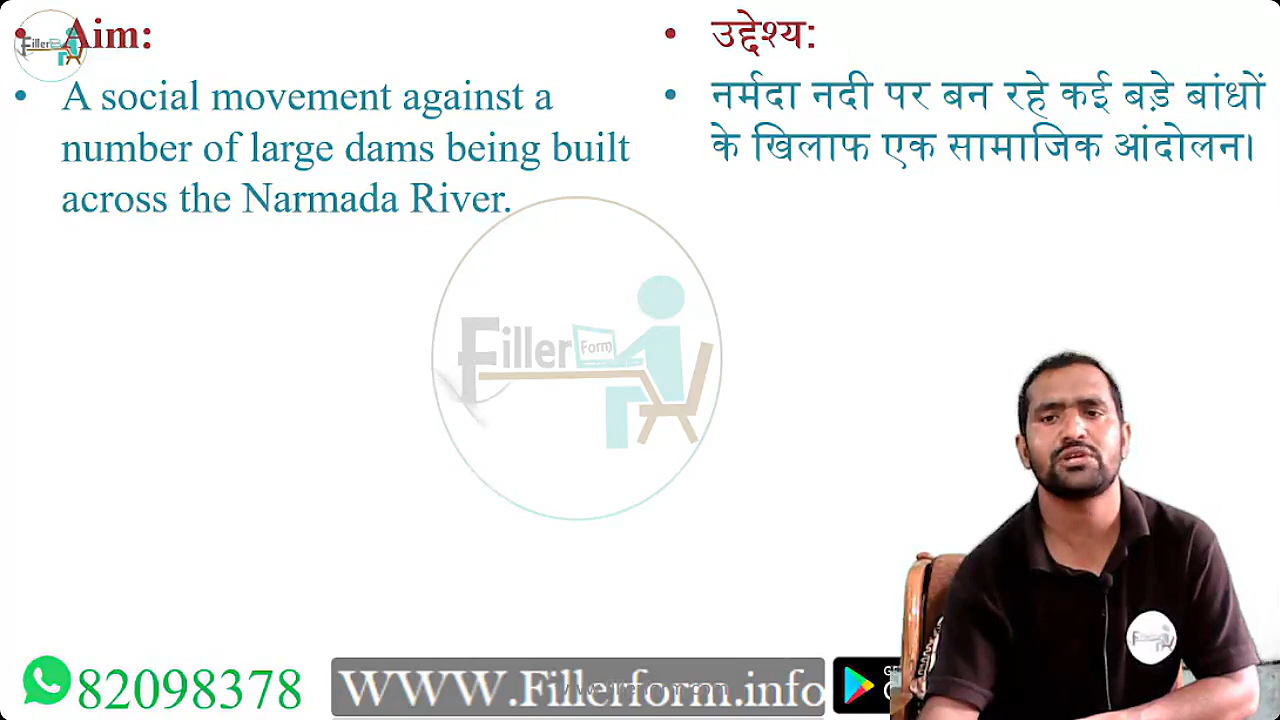 Aim:
A social movement against a
number of large dams being built
across the Narmada River.
उद्देश्य:
नर्मदा नदी पर बन रहे कई बड़े बांधों
के खिलाफ एक सामाजिक आंदोलन।
Filler Form
82098378
WWW.Fillerform.info